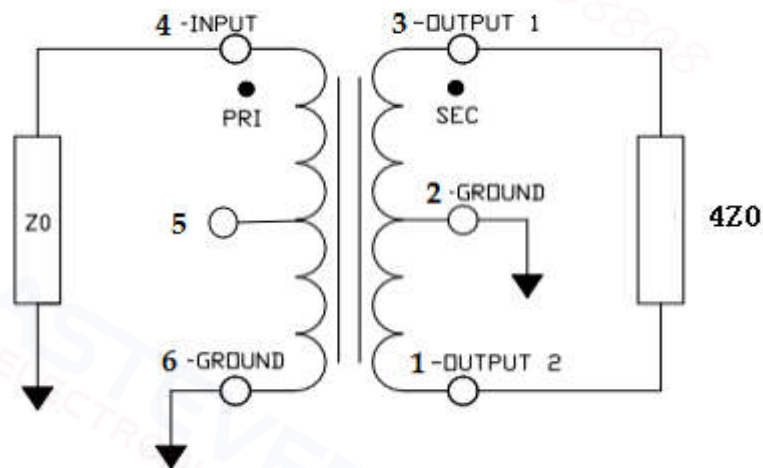 4 -INPUT
3 -OUTPUT 1
PRI
SEC
Z0
5
2 -GROUND
4Z0
6 -GROUND
1 -OUTPUT 2